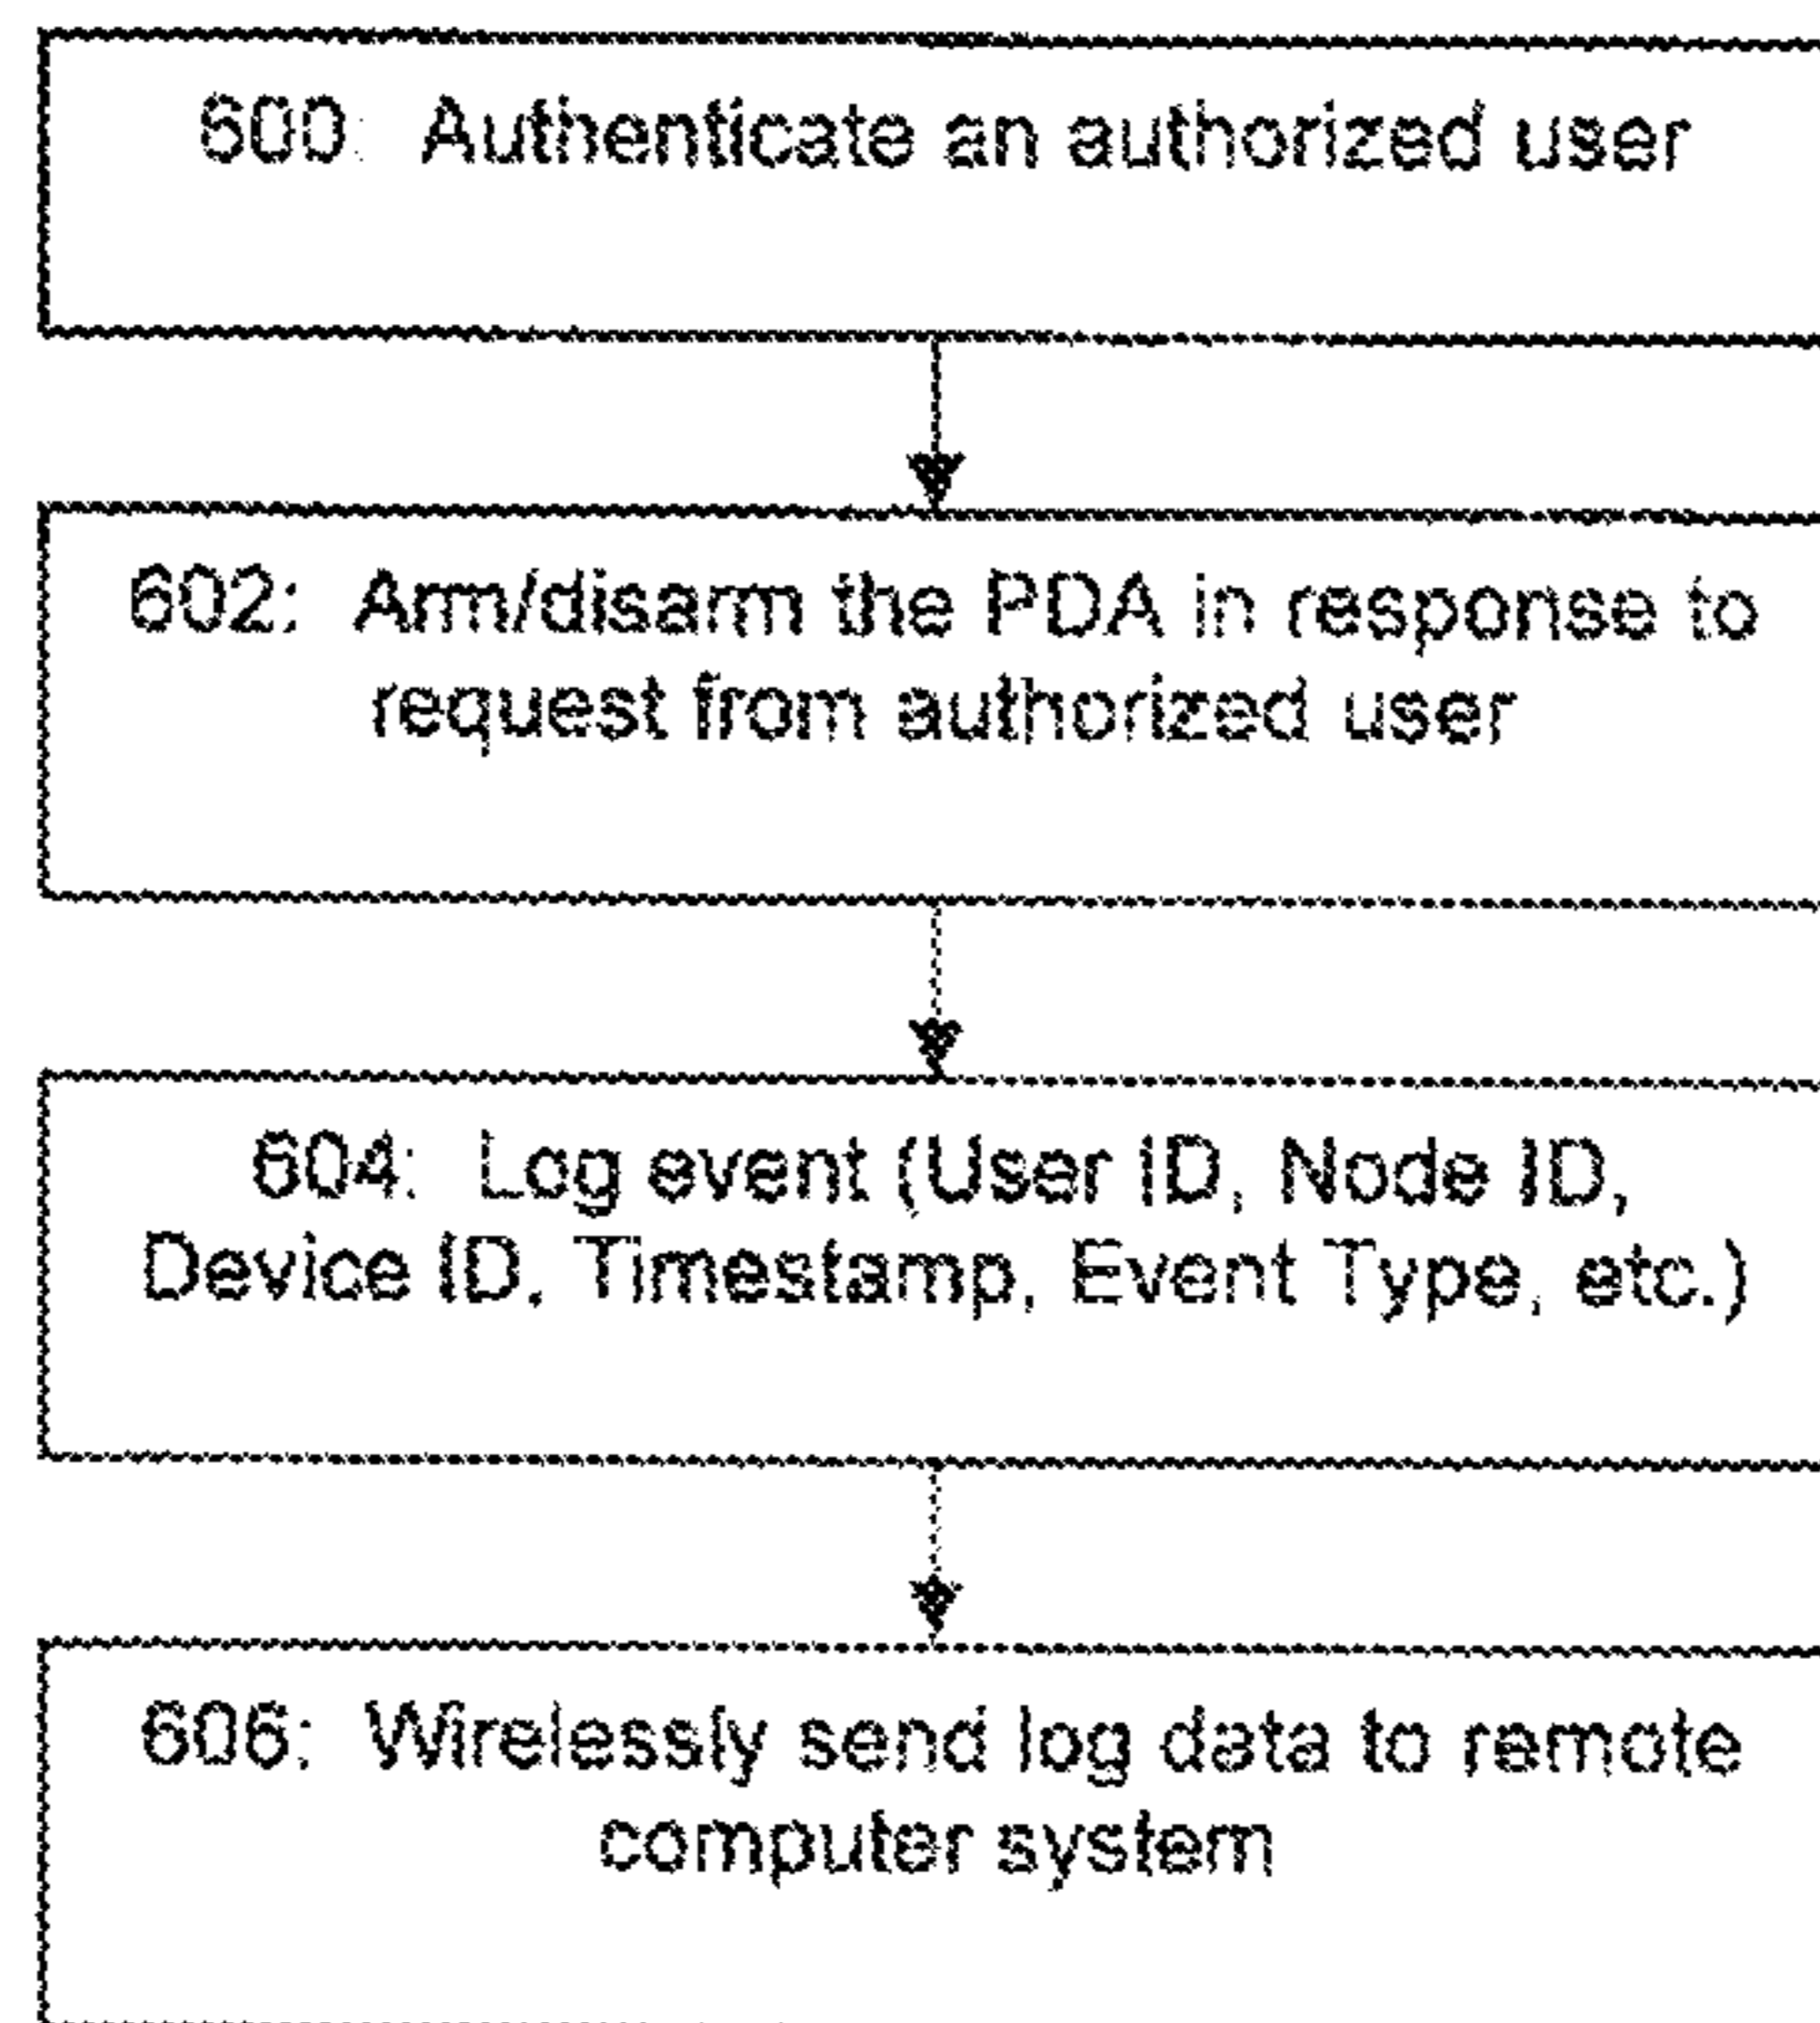 600: Authenticate an authorized user
602: Arm/disarm the PDA in response to
request from authorized user
604: Log event (User ID, Node ID,
Device ID, Timestamp, Event Type, etc.)
606: Wirelessly send log data to remote
computer system